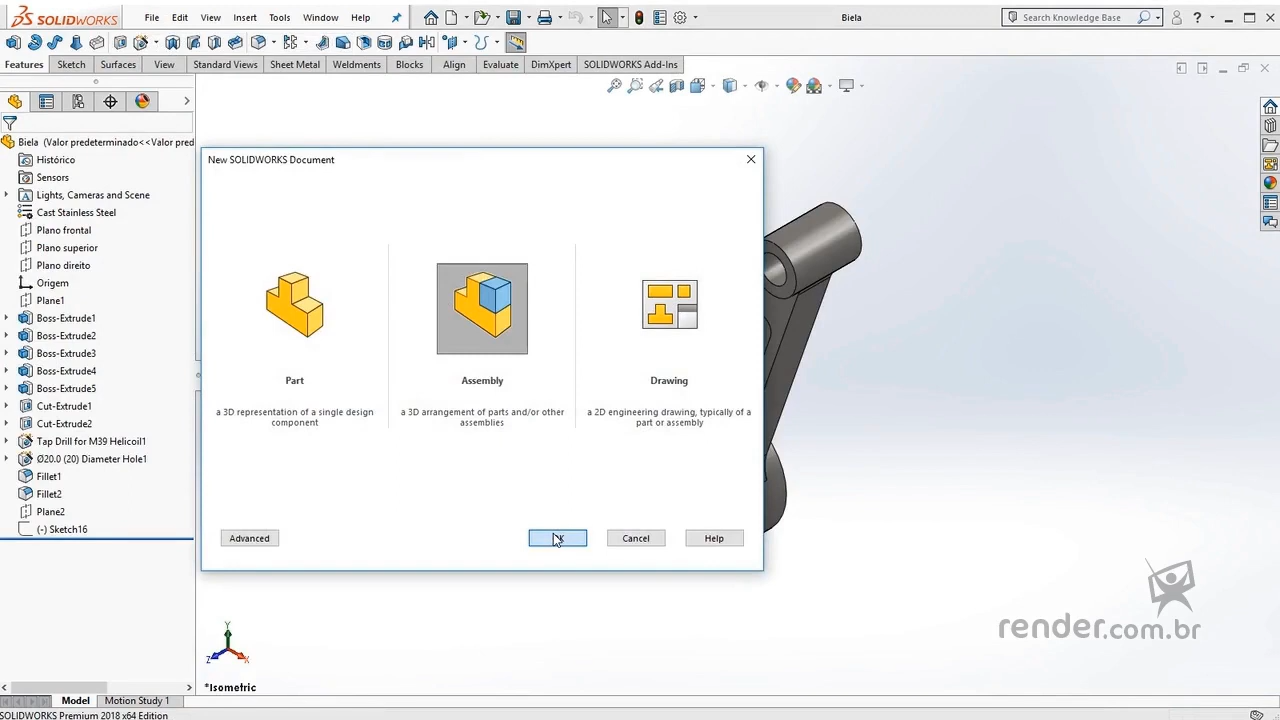 SOLIDWORKS
File Edit View Insert Tools Window Help
Biela
Search Knowledge Base
Features Sketch Surfaces View Standard Views Sheet Metal Weldments Blocks Align Evaluate DimXpert SOLIDWORKS Add-Ins
Biela (Valor predeterminado<<Valor pred
Histórico
Sensors
Lights, Cameras and Scene
Cast Stainless Steel
Plano frontal
Plano superior
Plano direito
Origem
Plane1
Boss-Extrude1
Boss-Extrude2
Boss-Extrude3
Boss-Extrude4
Boss-Extrude5
Cut-Extrude1
Cut-Extrude2
Tap Drill for M39 Helicoil1
Ø20.0 (20) Diameter Hole1
Fillet1
Fillet2
Plane2
(-) Sketch16
New SOLIDWORKS Document
Part
a 3D representation of a single design
component
Assembly
a 3D arrangement of parts and/or other
assemblies
Drawing
a 2D engineering drawing, typically of a
part or assembly
Advanced Cancel Help
render.com.br
Y
Z X
*Isometric
Model Motion Study 1
SOLIDWORKS Premium 2018 x64 Edition